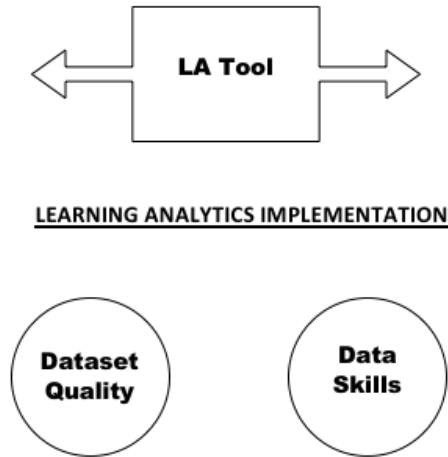 LA Tool
LEARNING ANALYTICS IMPLEMENTATION
Dataset
Quality
Data
Skills